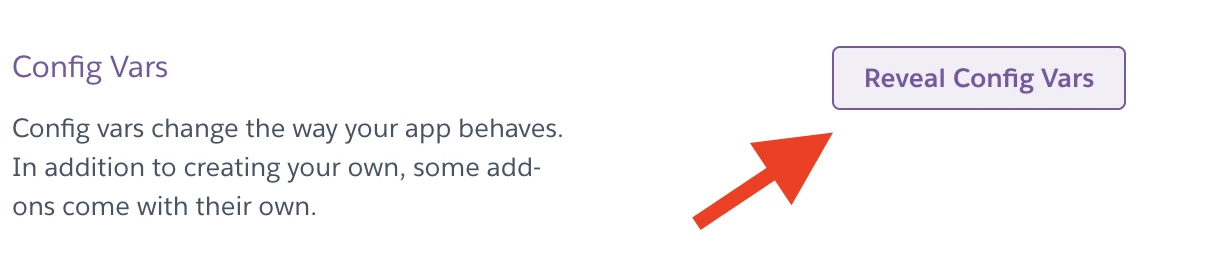 Config Vars
Reveal Config Vars
Config vars change the way your app behaves.
In addition to creating your own, some add-
ons come with their own.